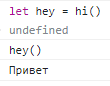 let hey = hi()
undefined
hey()
Привет